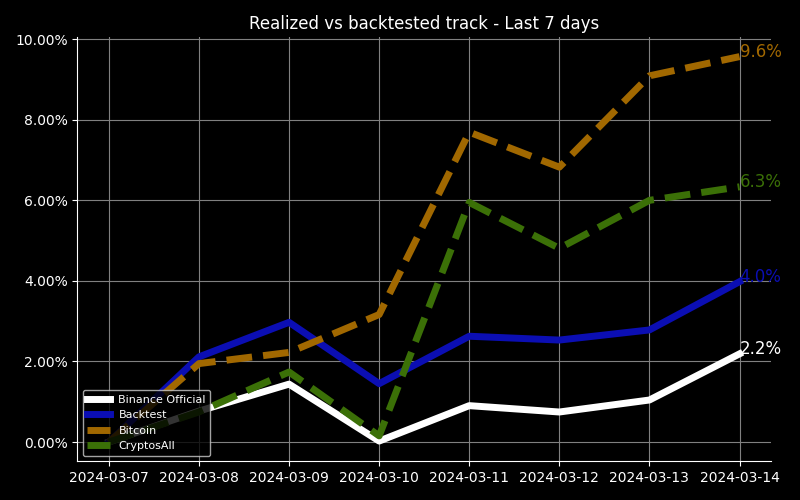 Realized vs backtested track - Last 7 days
10.00%
9.6%
8.00%
6.3%
6.00%
4.00%
4.0%
2.2%
2.00%
Binance Official
Backtest
Bitcoin
CryptosAll
0.00%
2024-03-07 2024-03-08 2024-03-09 2024-03-10 2024-03-11 2024-03-12 2024-03-13 2024-03-14